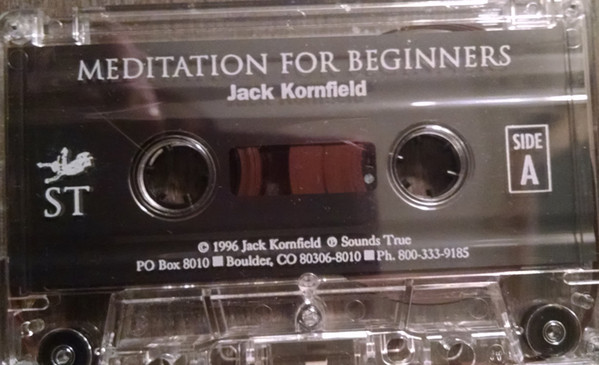 MEDITATION FOR BEGINNERS
Jack Kornfield
SIDE
A
ST
© 1996 Jack Kornfield ℗ Sounds True
PO Box 8010 ■ Boulder, CO 80306-8010 ■ Ph. 800-333-9185